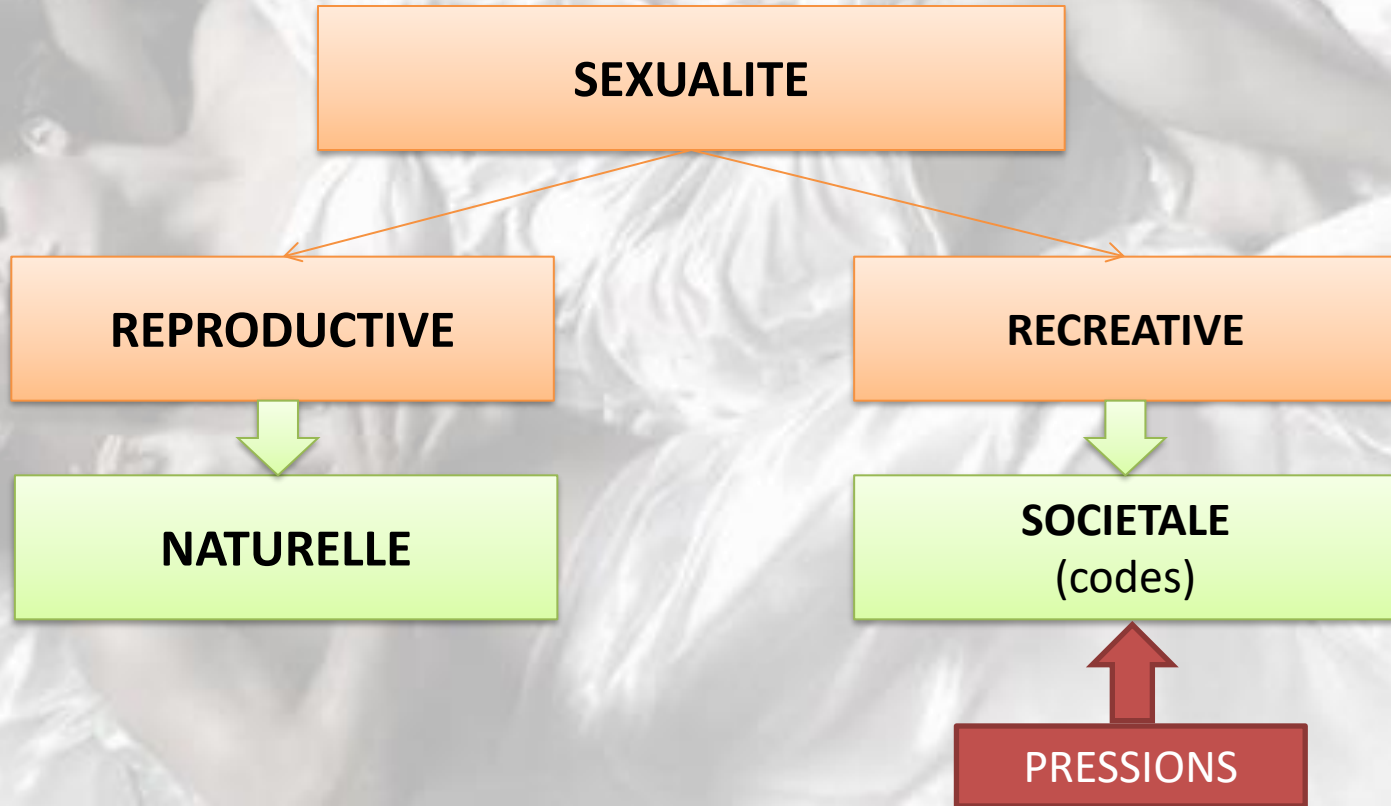 SEXUALITE
REPRODUCTIVE
RECREATIVE
NATURELLE
SOCIETALE
(codes)
PRESSIONS